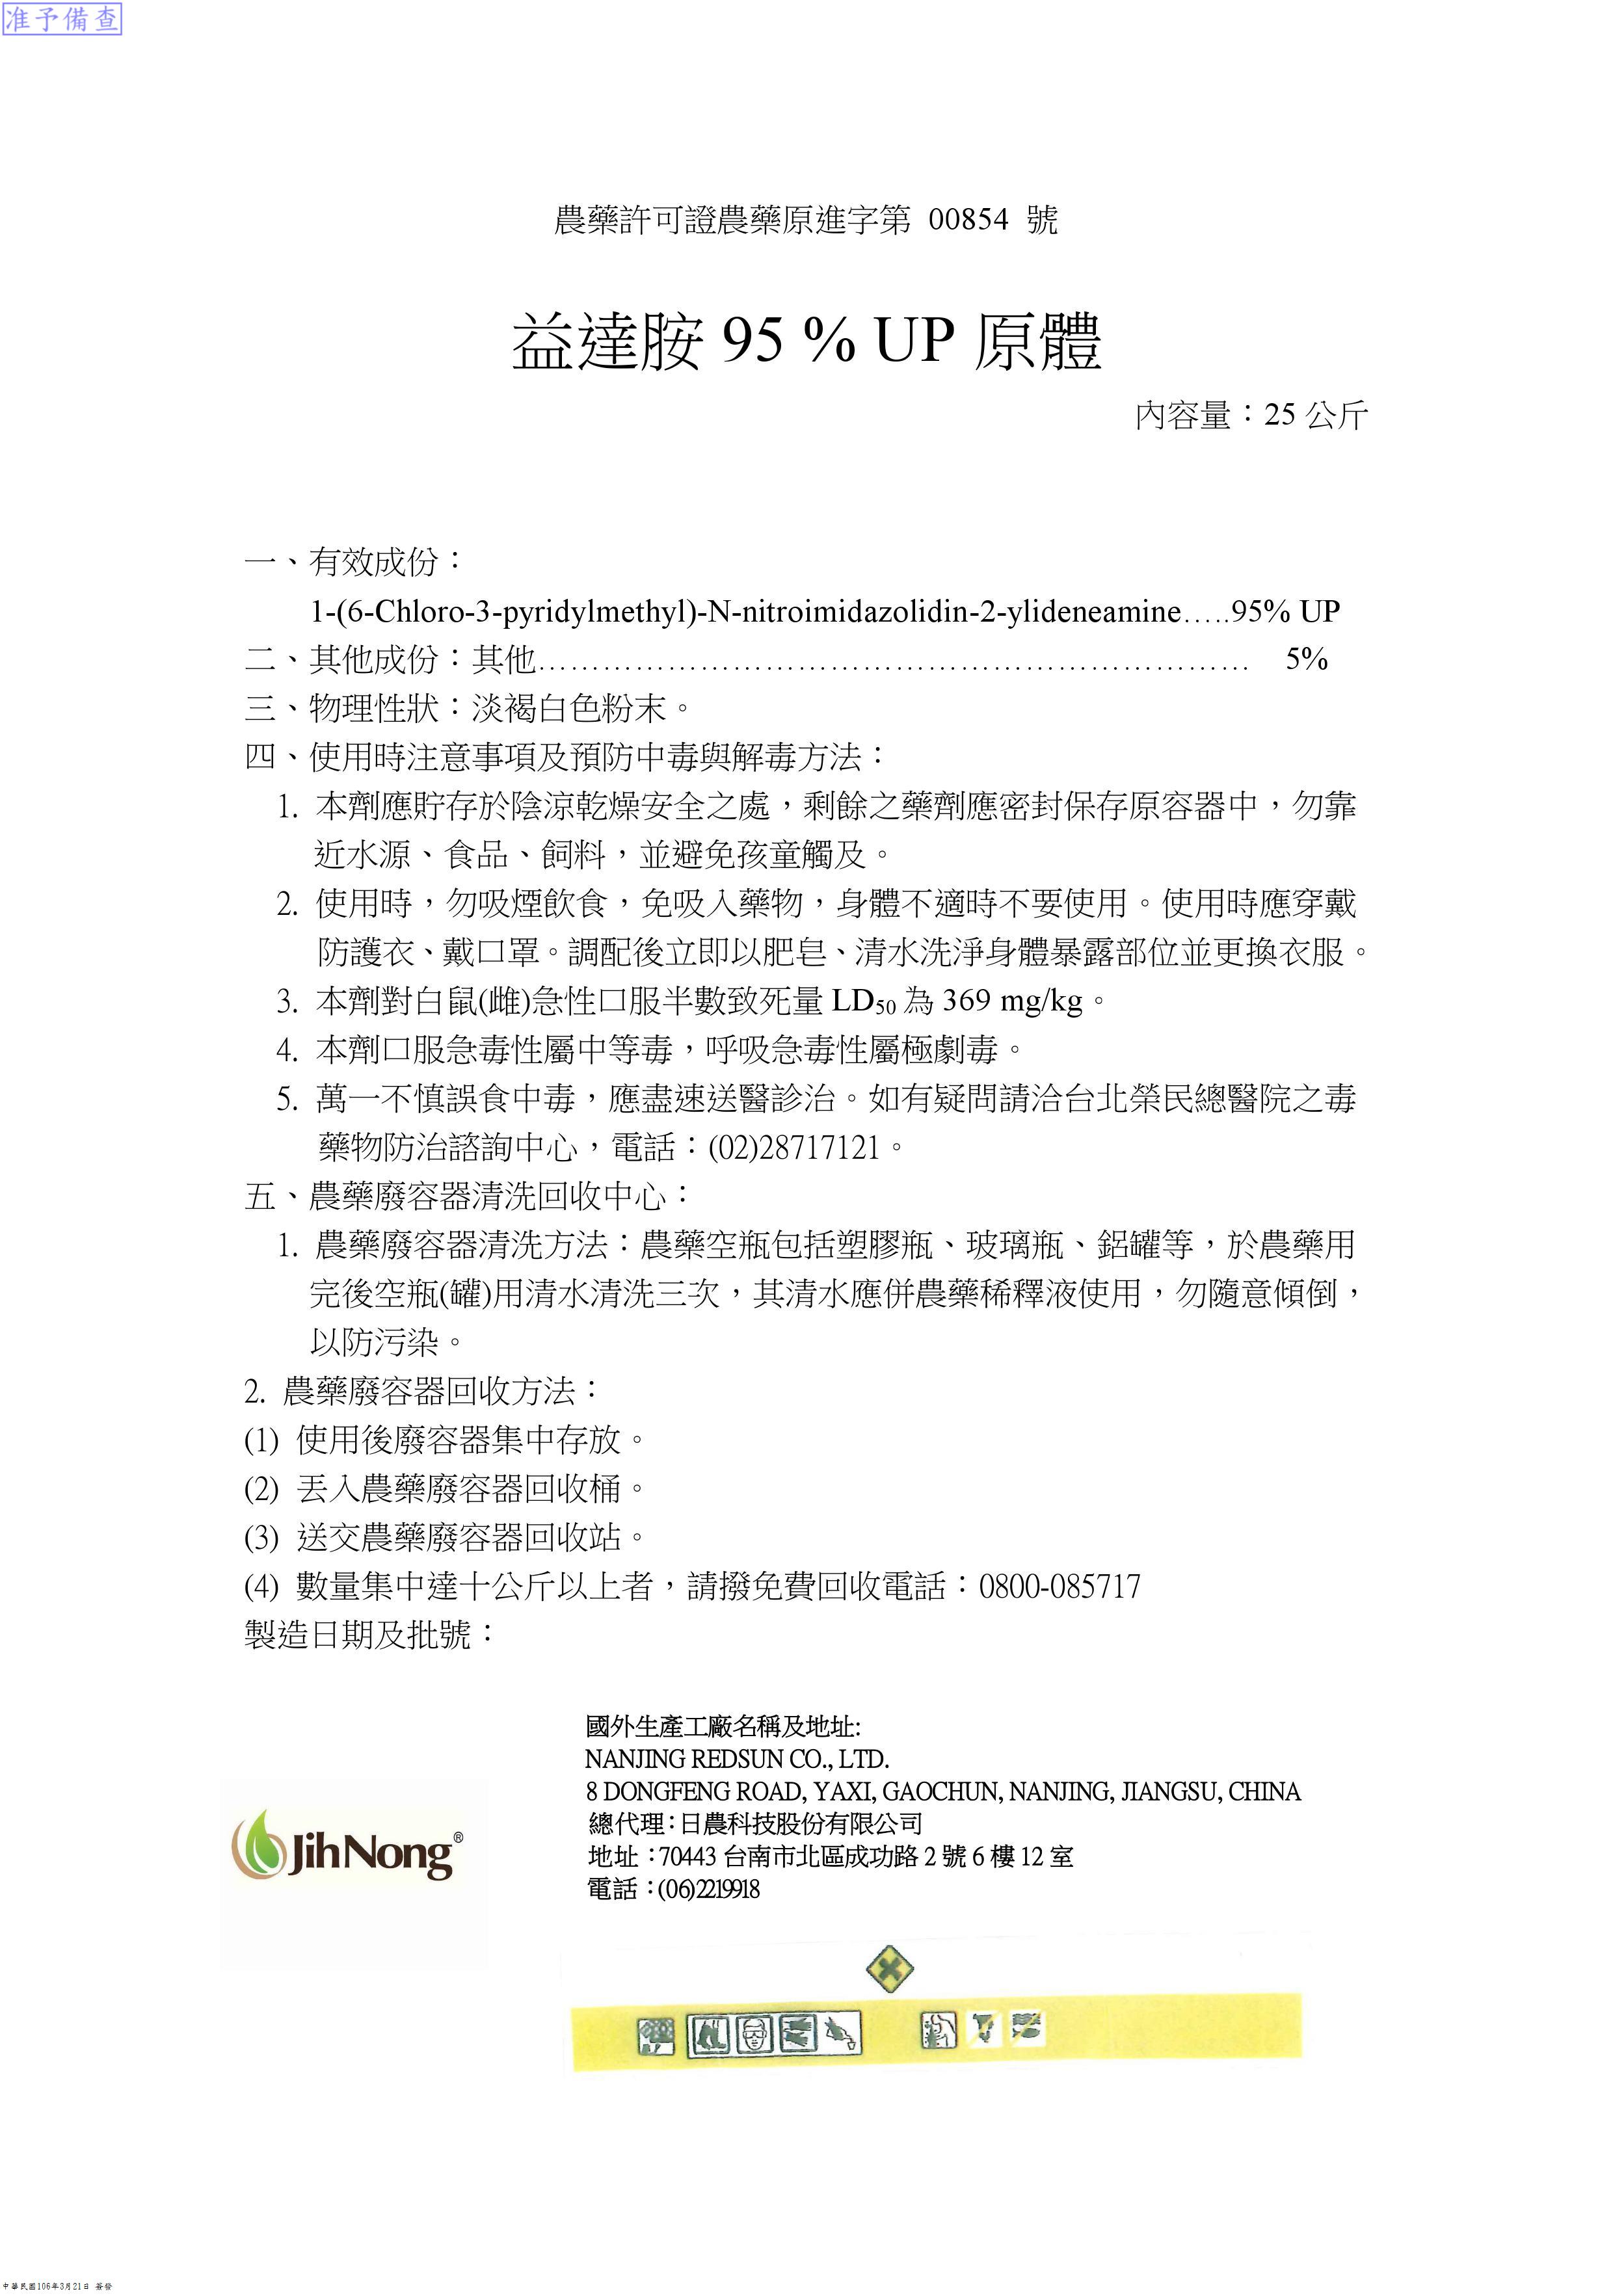 准予備查
農藥許可證農藥原進字第 00854 號
益達胺 95 % UP 原體
內容量：25 公斤
一、有效成份：
1-(6-Chloro-3-pyridylmethyl)-N-nitroimidazolidin-2-ylideneamine.....95% UP
二、其他成份：其他.................................................................. 5%
三、物理性狀：淡褐白色粉末。
四、使用時注意事項及預防中毒與解毒方法：
1. 本劑應貯存於陰涼乾燥安全之處，剩餘之藥劑應密封保存原容器中，勿靠
近水源、食品、飼料，並避免孩童觸及。
2. 使用時，勿吸煙飲食，免吸入藥物，身體不適時不要使用。使用時應穿戴
防護衣、戴口罩。調配後立即以肥皂、清水洗淨身體暴露部位並更換衣服。
3. 本劑對白鼠(雌)急性口服半數致死量 LD50 為 369 mg/kg。
4. 本劑口服急毒性屬中等毒，呼吸急毒性屬極劇毒。
5. 萬一不慎誤食中毒，應盡速送醫診治。如有疑問請洽台北榮民總醫院之毒
藥物防治諮詢中心，電話：(02)28717121。
五、農藥廢容器清洗回收中心：
1. 農藥廢容器清洗方法：農藥空瓶包括塑膠瓶、玻璃瓶、鋁罐等，於農藥用
完後空瓶(罐)用清水清洗三次，其清水應併農藥稀釋液使用，勿隨意傾倒，
以防污染。
2. 農藥廢容器回收方法：
(1) 使用後廢容器集中存放。
(2) 丟入農藥廢容器回收桶。
(3) 送交農藥廢容器回收站。
(4) 數量集中達十公斤以上者，請撥免費回收電話：0800-085717
製造日期及批號：
國外生產工廠名稱及地址:
NANJING REDSUN CO., LTD.
8 DONGFENG ROAD, YAXI, GAOCHUN, NANJING, JIANGSU, CHINA
總代理：日農科技股份有限公司
地址：70443 台南市北區成功路 2 號 6 樓 12 室
電話：(06)2219918
JihNong®
中華民國106年3月21日 簽發